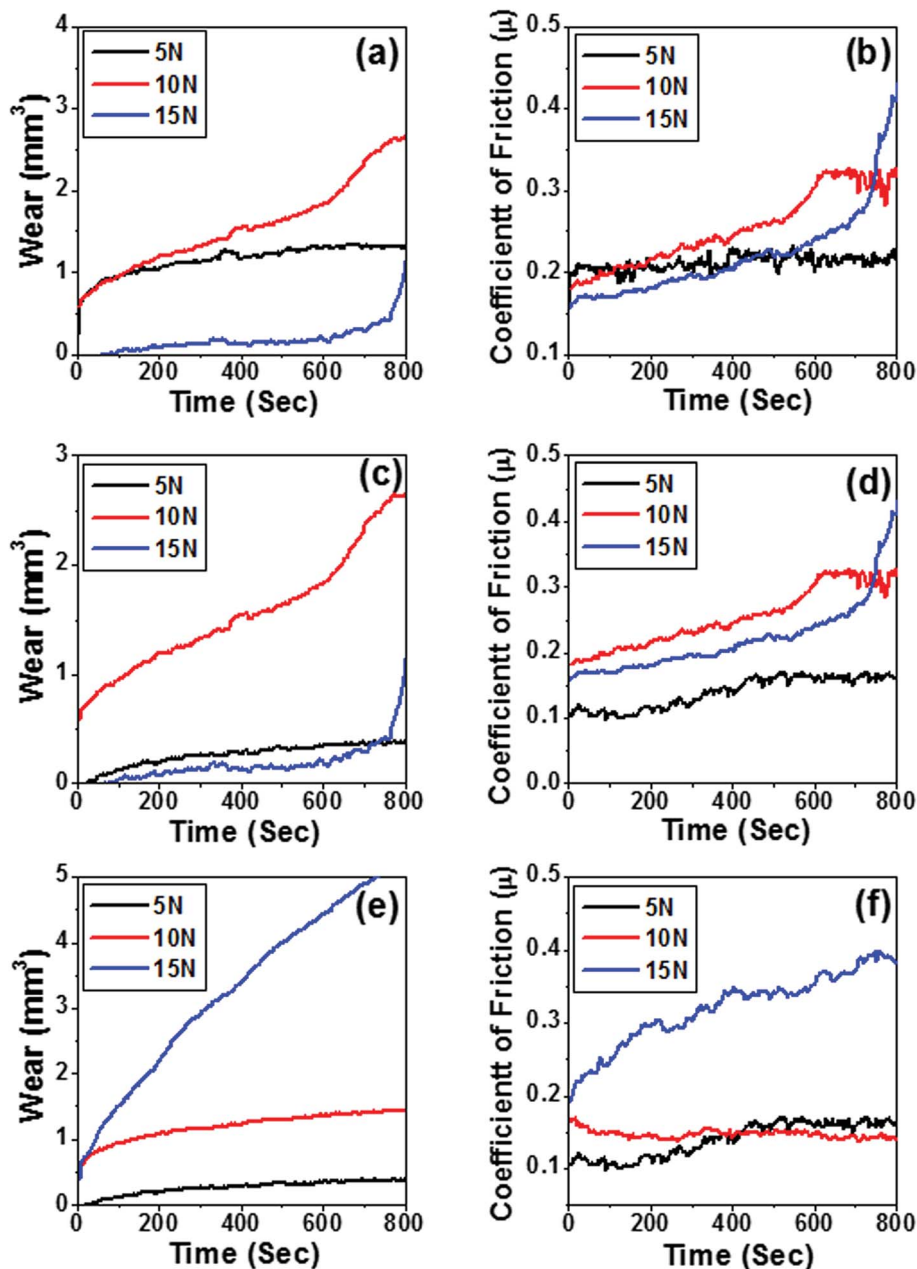 (a)
5N
10N
15N
Wear (mm³)
4
3
2
1
0
0 200 400 600 800
Time (Sec)
(b)
5N
10N
15N
Coefficientt of Friction (μ)
0.5
0.4
0.3
0.2
0.1
0 200 400 600 800
Time (Sec)
(c)
5N
10N
15N
Wear (mm³)
3
2
1
0
0 200 400 600 800
Time (Sec)
(d)
5N
10N
15N
Coefficientt of Friction (μ)
0.5
0.4
0.3
0.2
0.1
0.0
0 200 400 600 800
Time (Sec)
(e)
5N
10N
15N
Wear (mm³)
5
4
3
2
1
0
0 200 400 600 800
Time (Sec)
(f)
5N
10N
15N
Coefficientt of Friction (μ)
0.5
0.4
0.3
0.2
0.1
0 200 400 600 800
Time (Sec)